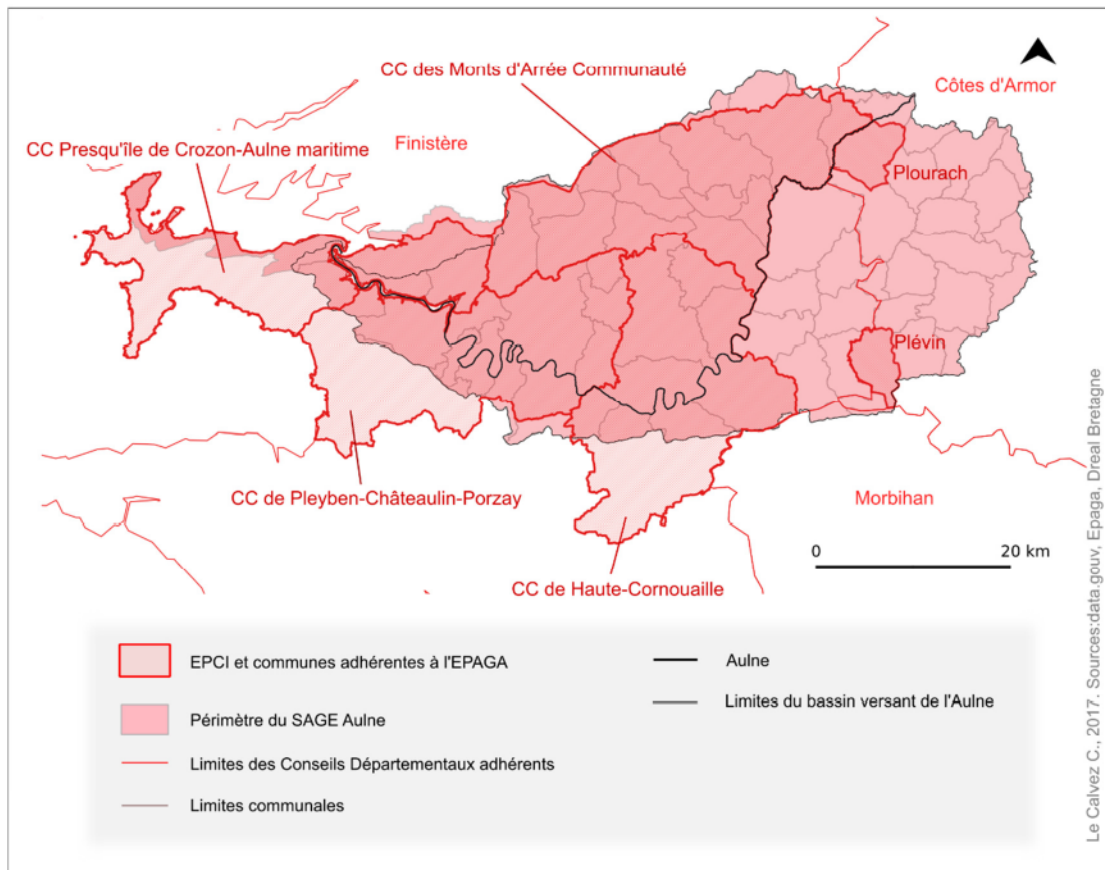 CC des Monts d'Arrée Communauté
Côtes d'Armor
Finistère
CC Presqu'île de Crozon-Aulne maritime
Plourach
Plévin
CC de Pleyben-Châteaulin-Porzay
Morbihan
0 20 km
CC de Haute-Cornouaille
EPCI et communes adhérentes à l'EPAGA
Périmètre du SAGE Aulne
Limites des Conseils Départementaux adhérents
Limites communales
Aulne
Limites du bassin versant de l'Aulne
Le Calvez C., 2017. Sources:data.gouv, Epaga, Dreal Bretagne